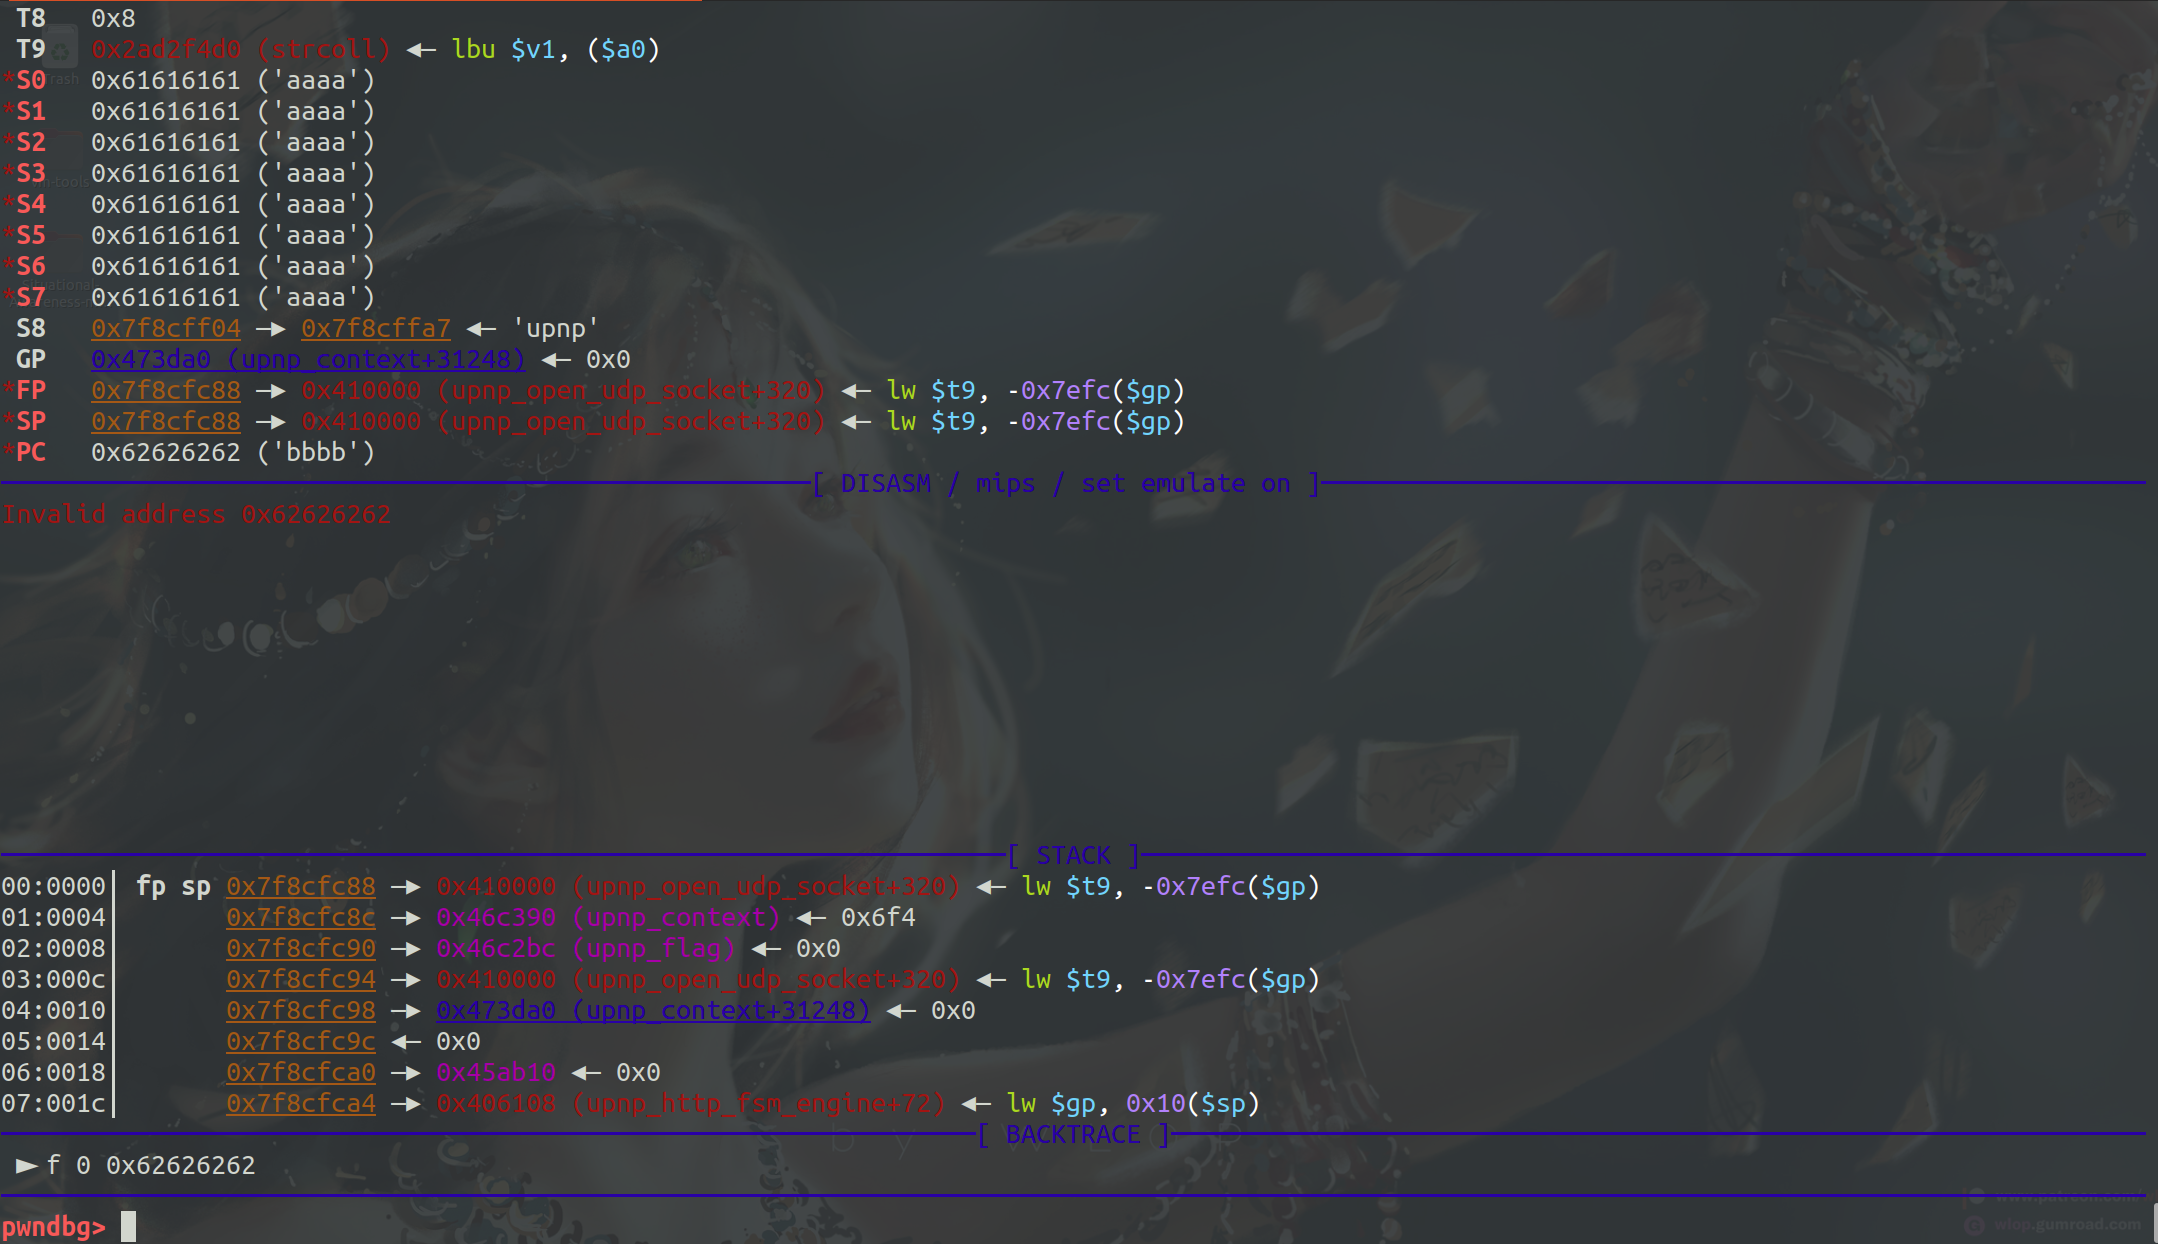 T8 0x8
T9 0x2ad2f4d0 (strcoll) ◂— lbu $v1, ($a0)
*S0 0x61616161 ('aaaa')
*S1 0x61616161 ('aaaa')
*S2 0x61616161 ('aaaa')
*S3 0x61616161 ('aaaa')
*S4 0x61616161 ('aaaa')
*S5 0x61616161 ('aaaa')
*S6 0x61616161 ('aaaa')
*S7 0x61616161 ('aaaa')
S8 0x7f8cff04 —▸ 0x7f8cffa7 ◂— 'upnp'
GP 0x473da0 (upnp_context+31248) ◂— 0x0
*FP 0x7f8cfc88 —▸ 0x410000 (upnp_open_udp_socket+320) ◂— lw $t9, -0x7efc($gp)
*SP 0x7f8cfc88 —▸ 0x410000 (upnp_open_udp_socket+320) ◂— lw $t9, -0x7efc($gp)
*PC 0x62626262 ('bbbb')
[ DISASM / mips / set emulate on ]
Invalid address 0x62626262
[ STACK ]
00:0000│ fp sp 0x7f8cfc88 —▸ 0x410000 (upnp_open_udp_socket+320) ◂— lw $t9, -0x7efc($gp)
01:0004│ 0x7f8cfc8c —▸ 0x46c390 (upnp_context) ◂— 0x6f4
02:0008│ 0x7f8cfc90 —▸ 0x46c2bc (upnp_flag) ◂— 0x0
03:000c│ 0x7f8cfc94 —▸ 0x410000 (upnp_open_udp_socket+320) ◂— lw $t9, -0x7efc($gp)
04:0010│ 0x7f8cfc98 —▸ 0x473da0 (upnp_context+31248) ◂— 0x0
05:0014│ 0x7f8cfc9c ◂— 0x0
06:0018│ 0x7f8cfca0 —▸ 0x45ab10 ◂— 0x0
07:001c│ 0x7f8cfca4 —▸ 0x406108 (upnp_http_fsm_engine+72) ◂— lw $gp, 0x10($sp)
[ BACKTRACE ]
► f 0 0x62626262
pwndbg>
Trash
wlop.gumroad.com